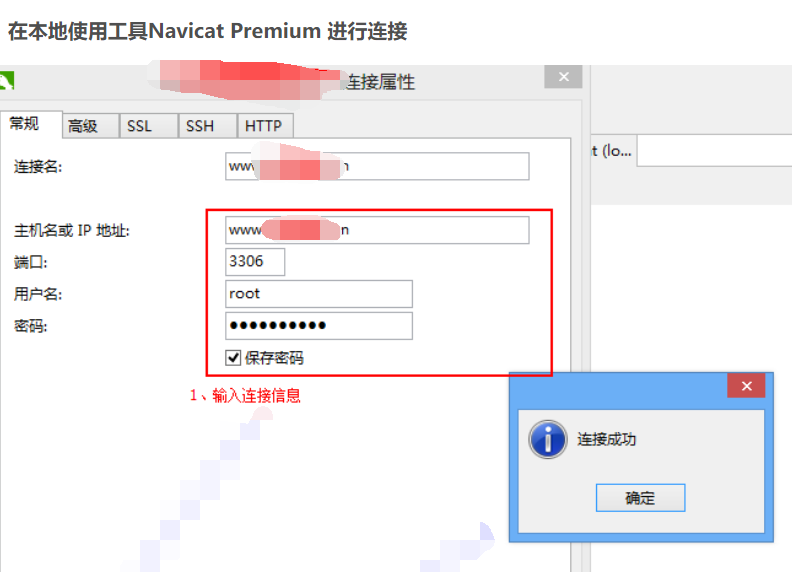 在本地使用工具Navicat Premium 进行连接
连接属性
常规 高级 SSL SSH HTTP
t (lo...
连接名: www n
主机名或 IP 地址: www n
端口: 3306
用户名: root
密码: ●●●●●●●●●●
保存密码
1、输入连接信息
连接成功
确定